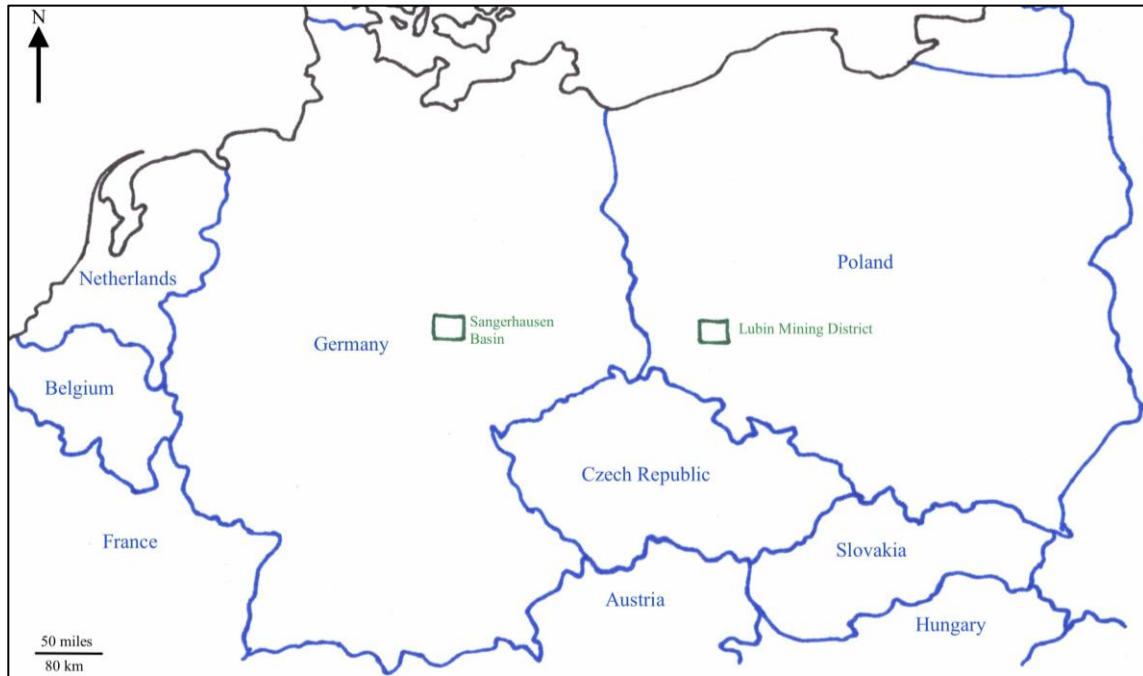 N
Netherlands
Poland
Sangerhausen
Basin
Lubin Mining District
Germany
Belgium
Czech Republic
France
Slovakia
Austria
Hungary
50 miles
80 km